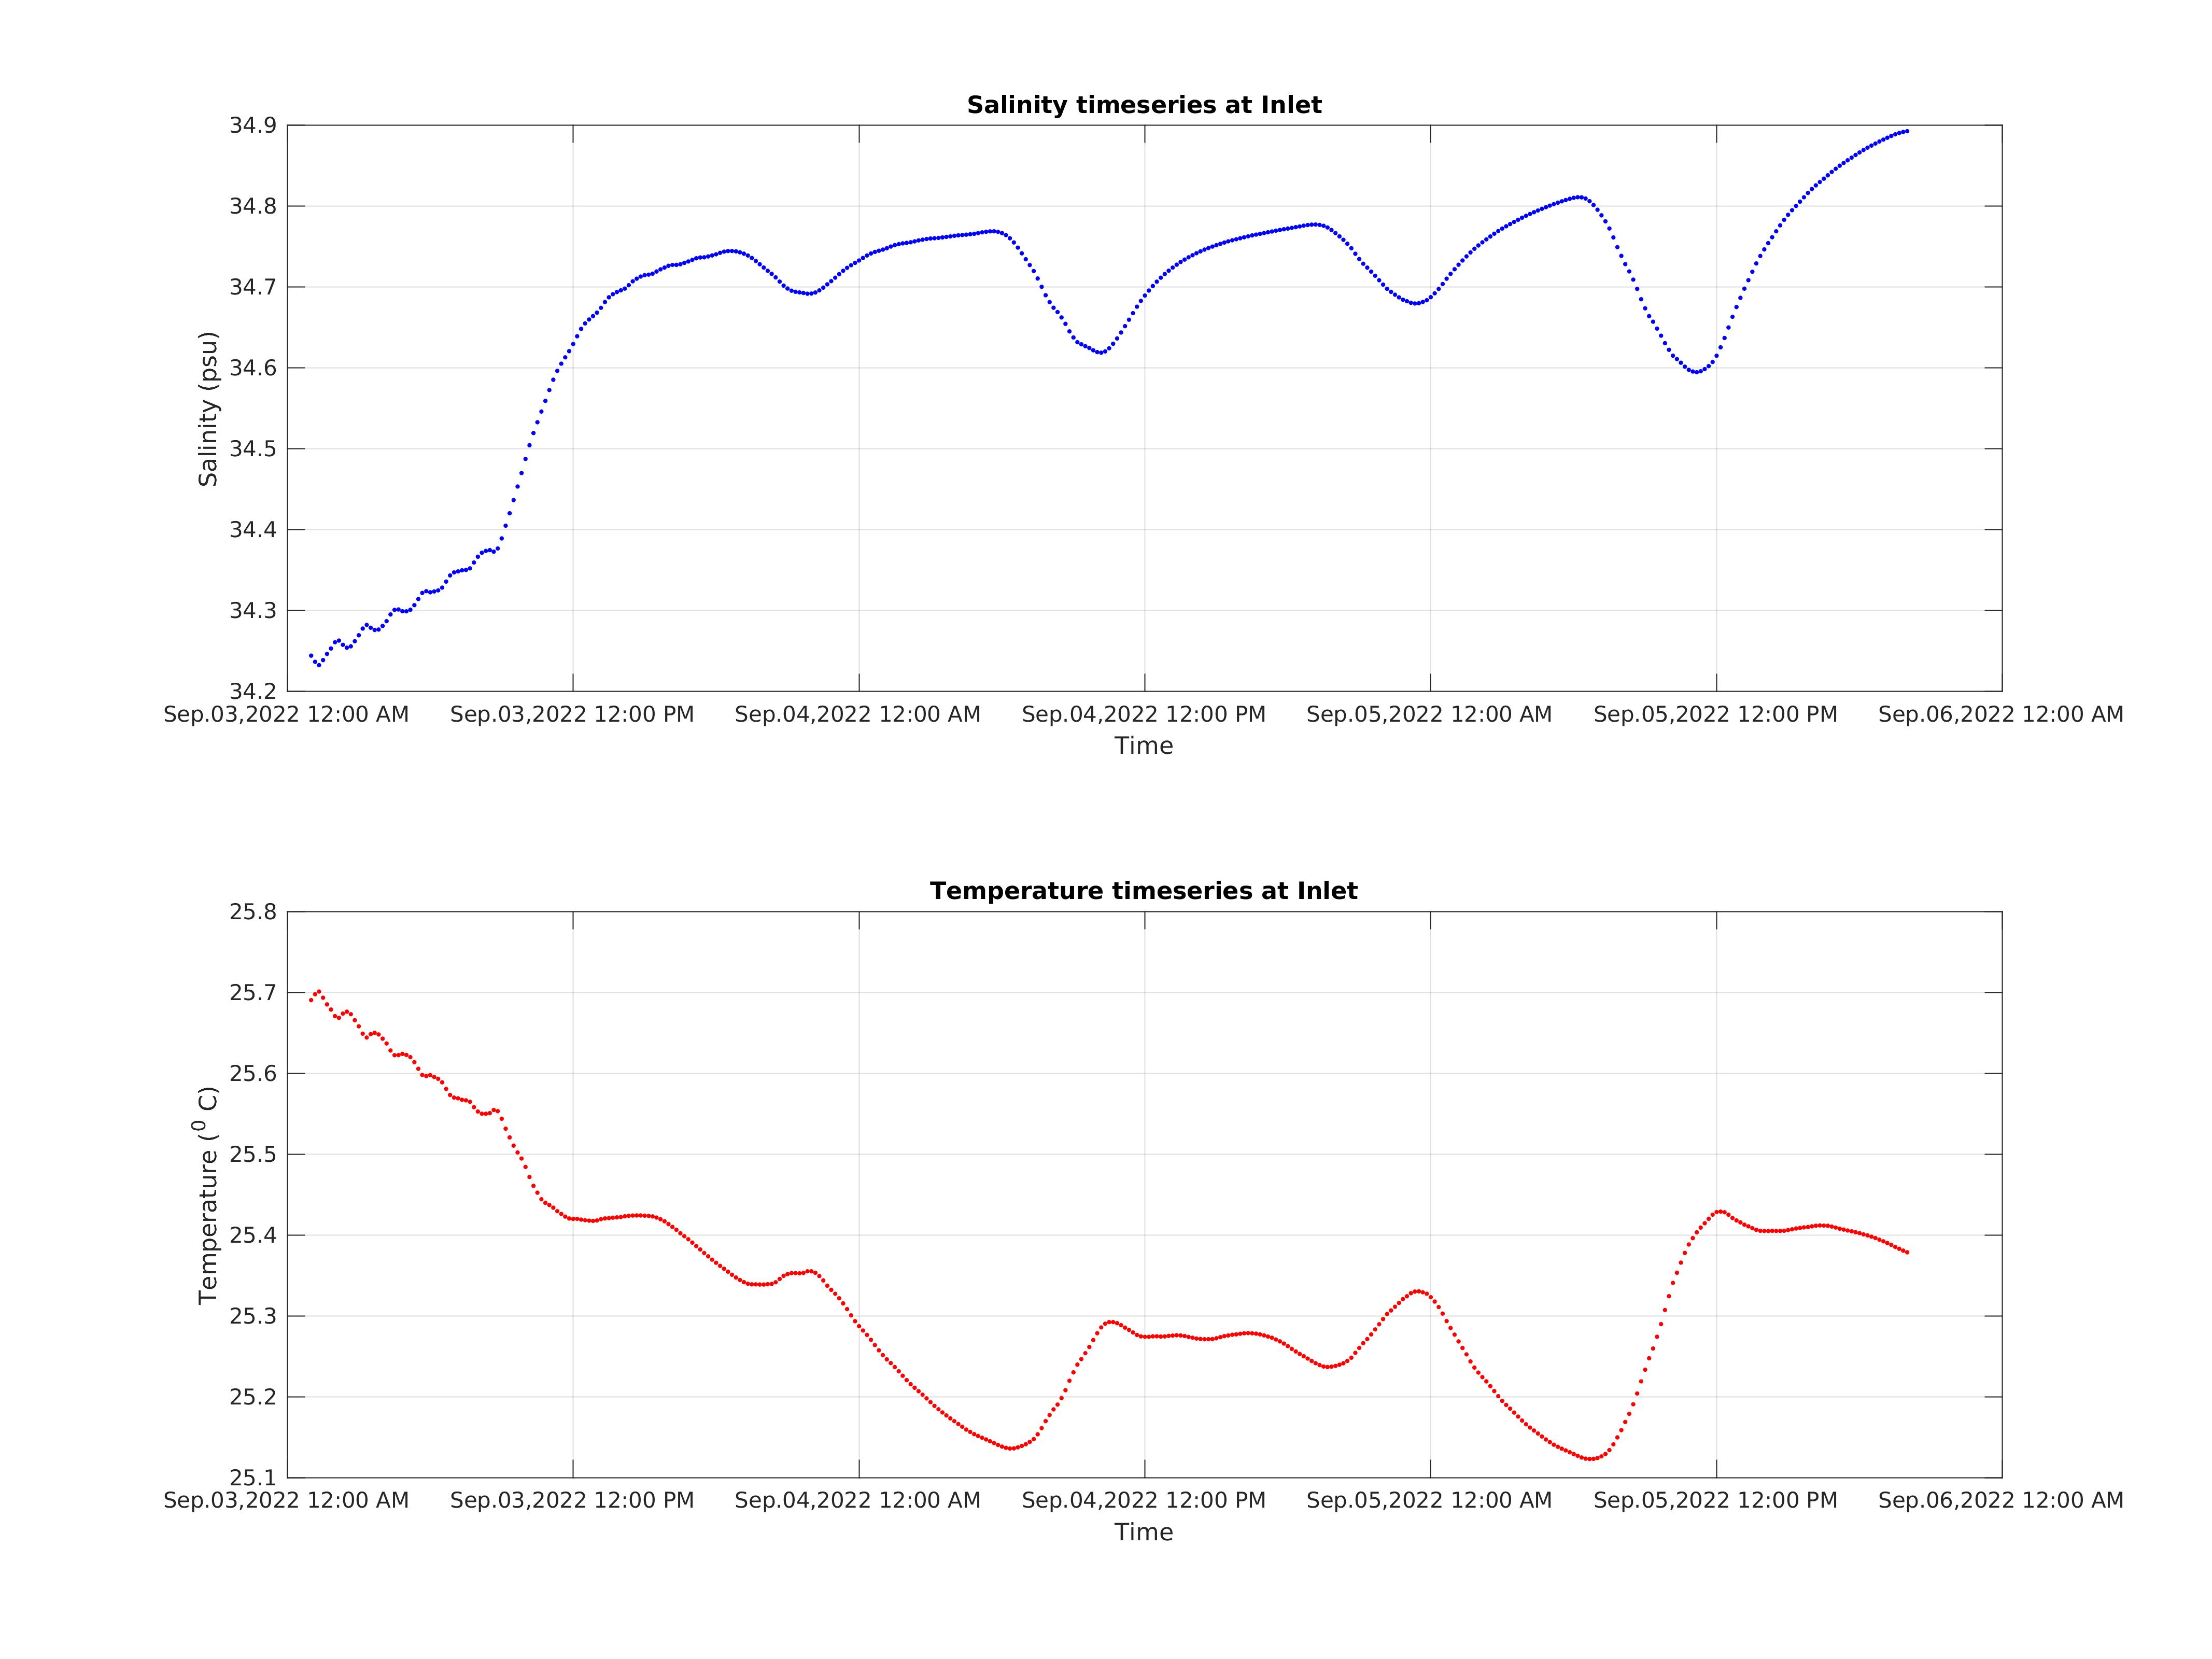 Salinity timeseries at Inlet
34.9
34.8
34.7
34.6
34.5
34.4
34.3
34.2
Salinity (psu)
Sep.03,2022 12:00 AM Sep.03,2022 12:00 PM Sep.04,2022 12:00 AM Sep.04,2022 12:00 PM Sep.05,2022 12:00 AM Sep.05,2022 12:00 PM Sep.06,2022 12:00 AM
Time
Temperature timeseries at Inlet
25.8
25.7
25.6
25.5
25.4
25.3
25.2
25.1
Temperature (⁰ C)
Sep.03,2022 12:00 AM Sep.03,2022 12:00 PM Sep.04,2022 12:00 AM Sep.04,2022 12:00 PM Sep.05,2022 12:00 AM Sep.05,2022 12:00 PM Sep.06,2022 12:00 AM
Time